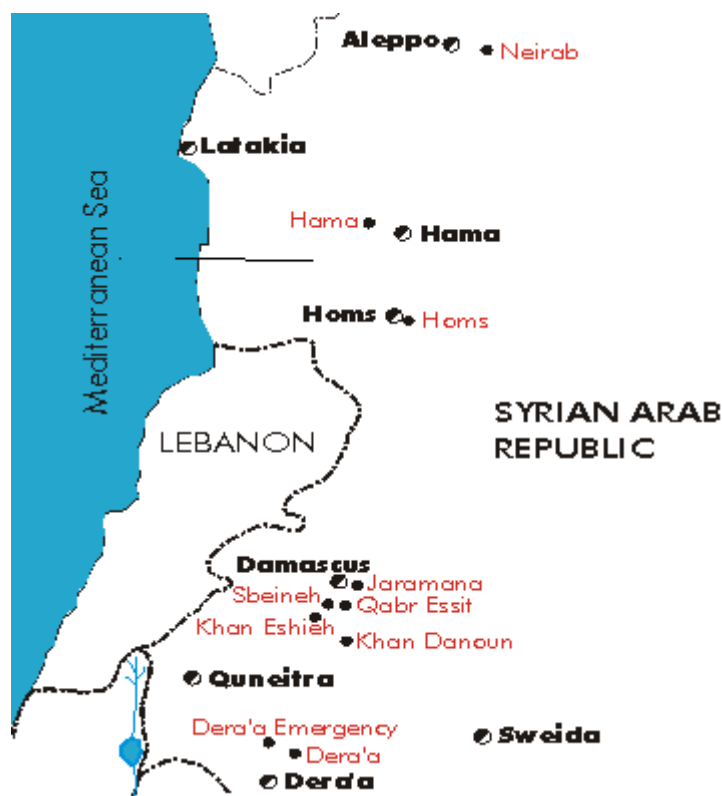 Aleppo
Neirab
Latakia
Mediterranean Sea
Hama
Hama
Homs
Homs
SYRIAN ARAB
REPUBLIC
LEBANON
Damascus
Jaramana
Sbeineh
Qabr Essit
Khan Eshieh
Khan Danoun
Quneitra
Dera'a Emergency
Sweida
Dera'a
Dera'a